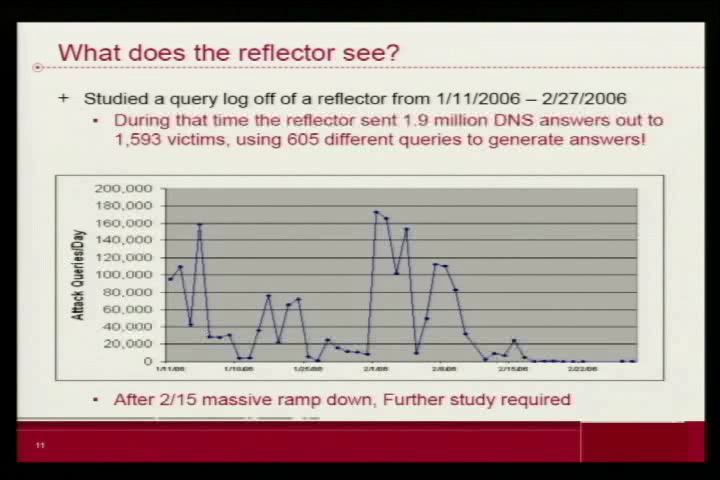 What does the reflector see?
+ Studied a query log off of a reflector from 1/11/2006 – 2/27/2006
▪ During that time the reflector sent 1.9 million DNS answers out to
1,593 victims, using 605 different queries to generate answers!
200,000
180,000
160,000
140,000
120,000
100,000
80,000
60,000
40,000
20,000
0
Attack Queries/Day
1/11/06 1/18/06 1/25/06 2/1/06 2/8/06 2/15/06 2/22/06
▪ After 2/15 massive ramp down, Further study required
11